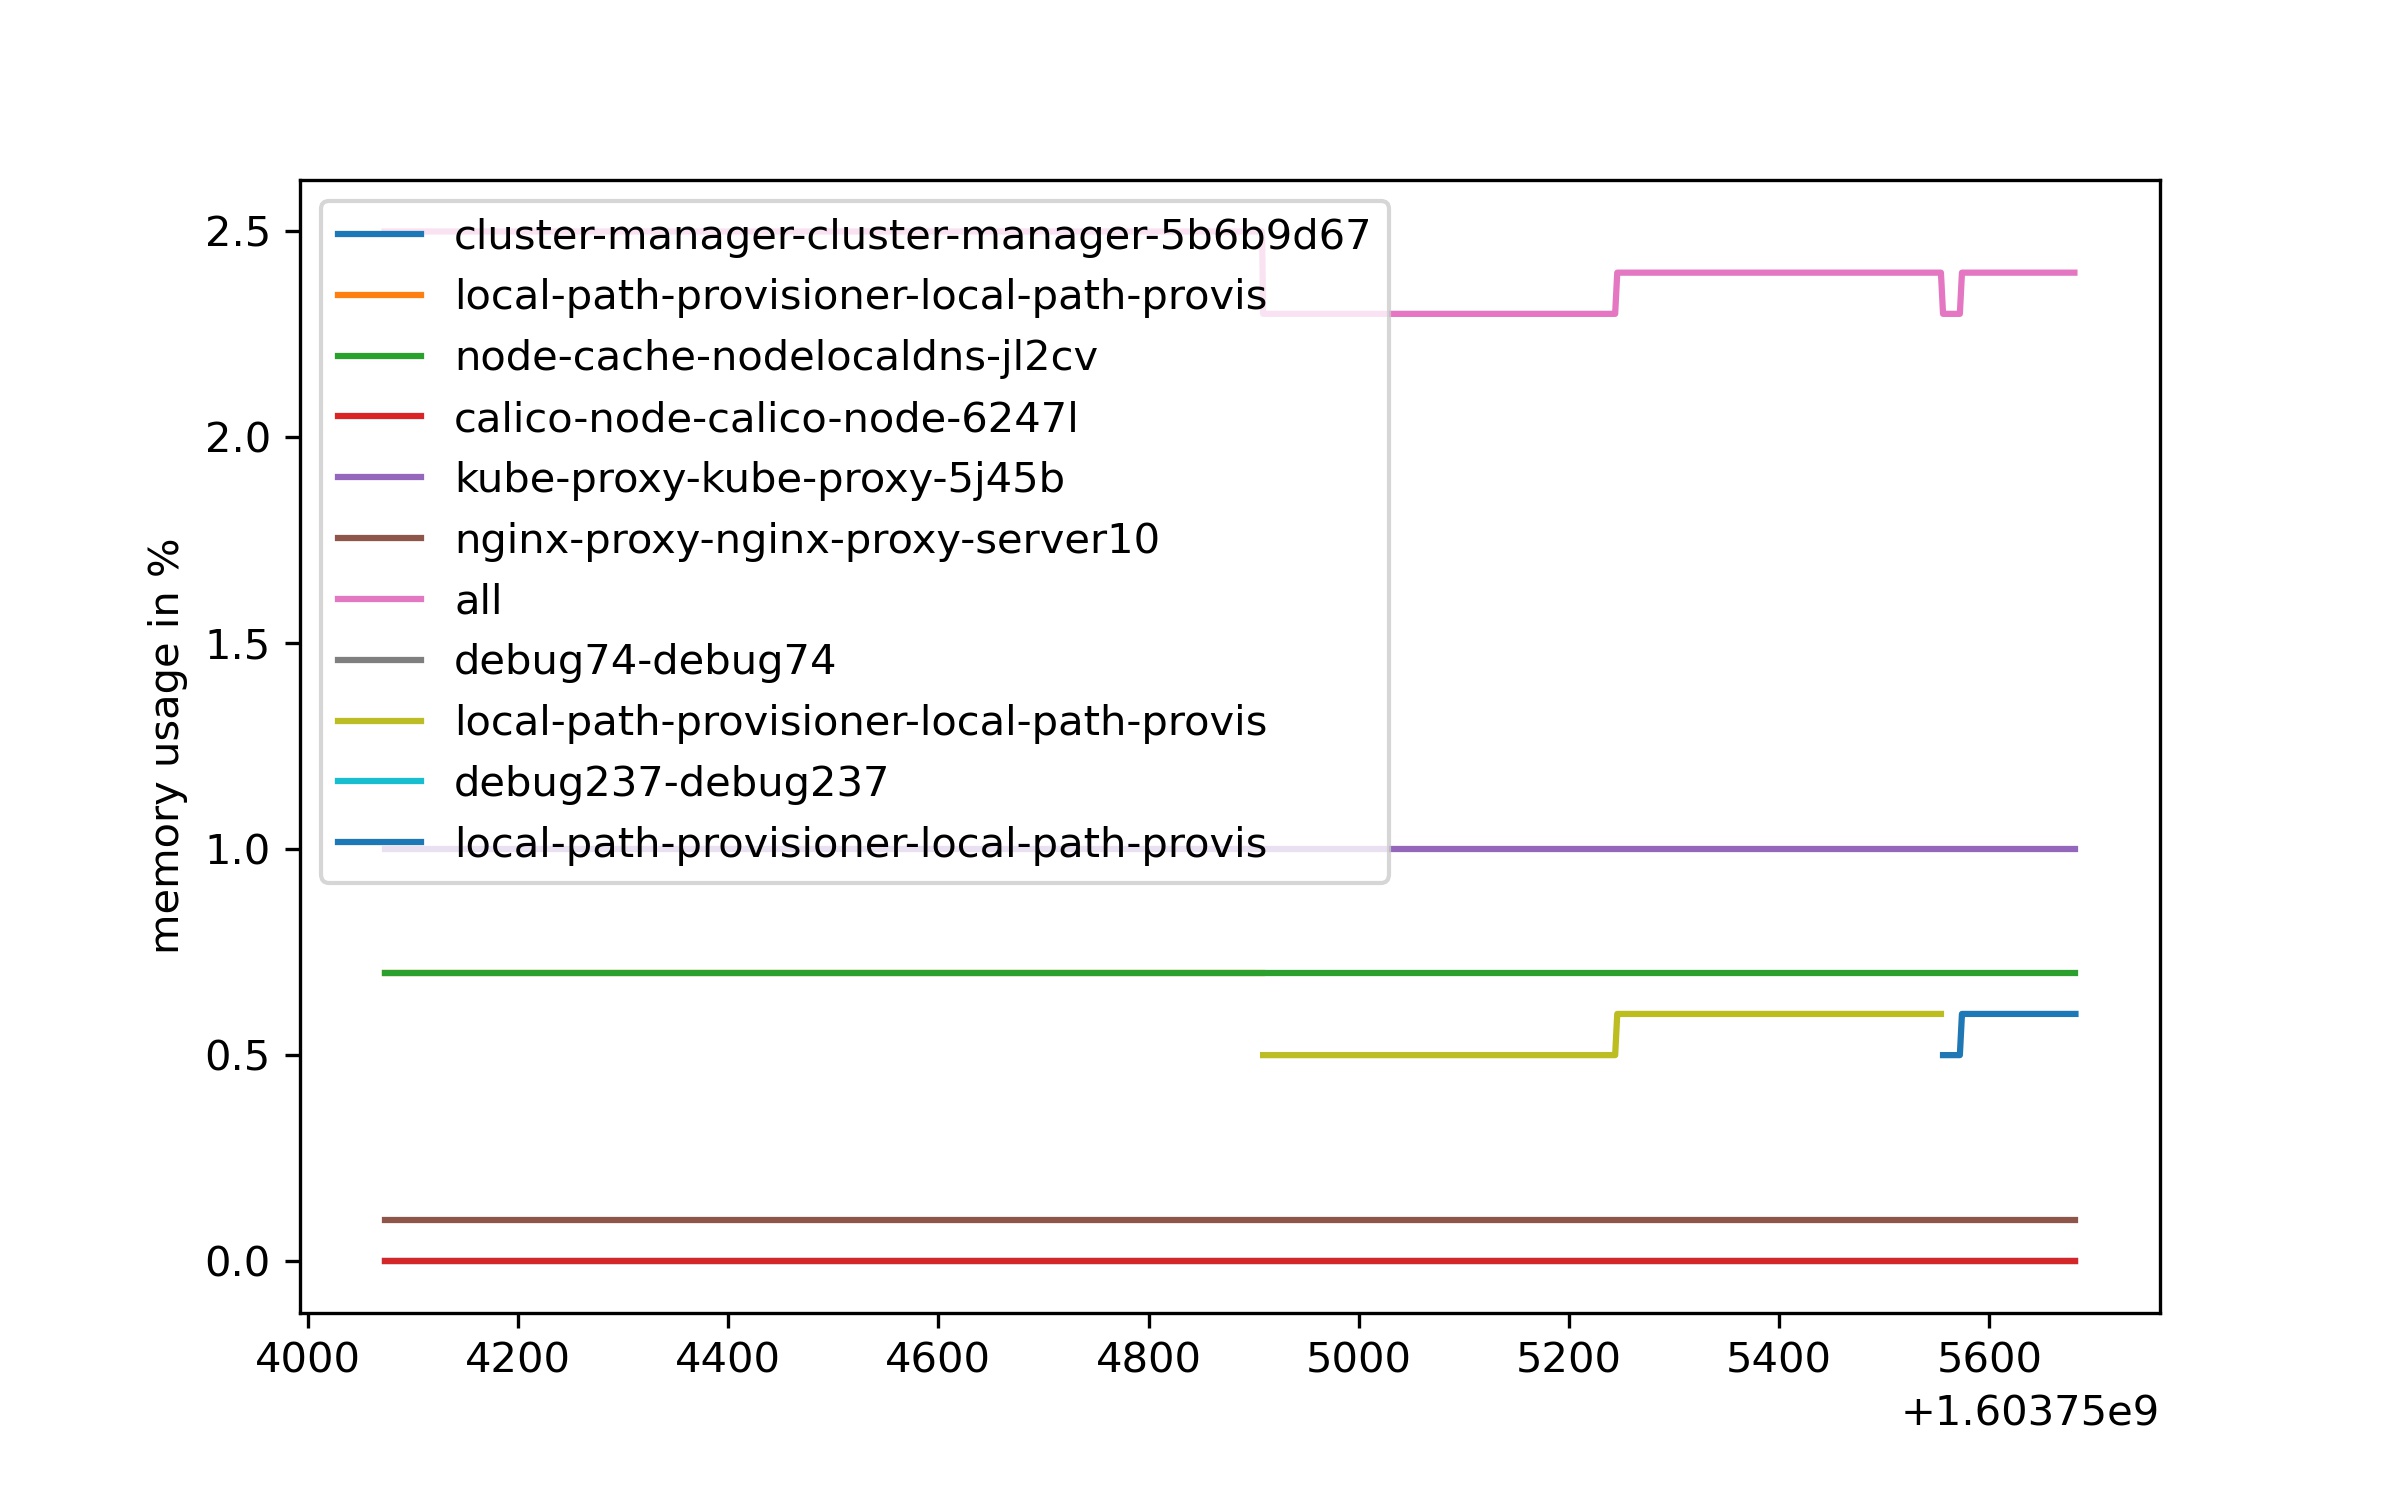 2.5
2.0
1.5
1.0
0.5
0.0
memory usage in %
cluster-manager-cluster-manager-5b6b9d67
local-path-provisioner-local-path-provis
node-cache-nodelocaldns-jl2cv
calico-node-calico-node-6247l
kube-proxy-kube-proxy-5j45b
nginx-proxy-nginx-proxy-server10
all
debug74-debug74
local-path-provisioner-local-path-provis
debug237-debug237
local-path-provisioner-local-path-provis
4000 4200 4400 4600 4800 5000 5200 5400 5600
+1.60375e9